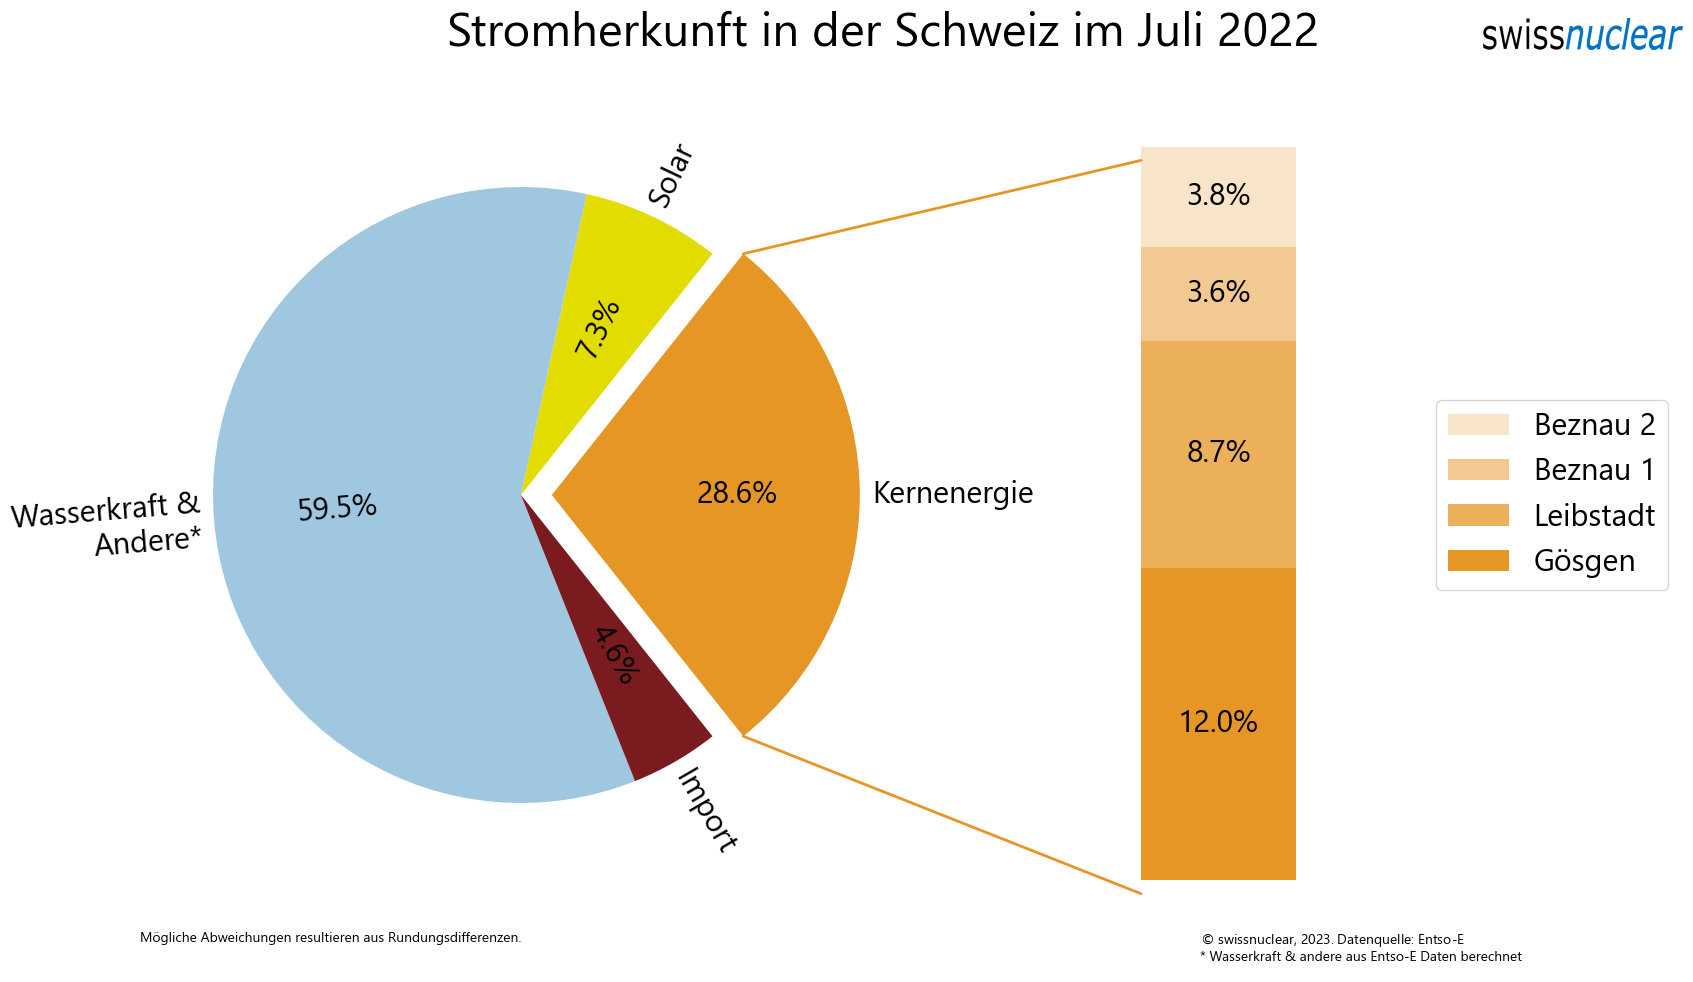 Stromherkunft in der Schweiz im Juli 2022
swissnuclear
Solar
7.3%
Wasserkraft &
Andere*
59.5%
28.6%
Kernenergie
4.6%
Import
3.8%
3.6%
8.7%
12.0%
Beznau 2
Beznau 1
Leibstadt
Gösgen
Mögliche Abweichungen resultieren aus Rundungsdifferenzen.
© swissnuclear, 2023. Datenquelle: Entso-E
* Wasserkraft & andere aus Entso-E Daten berechnet